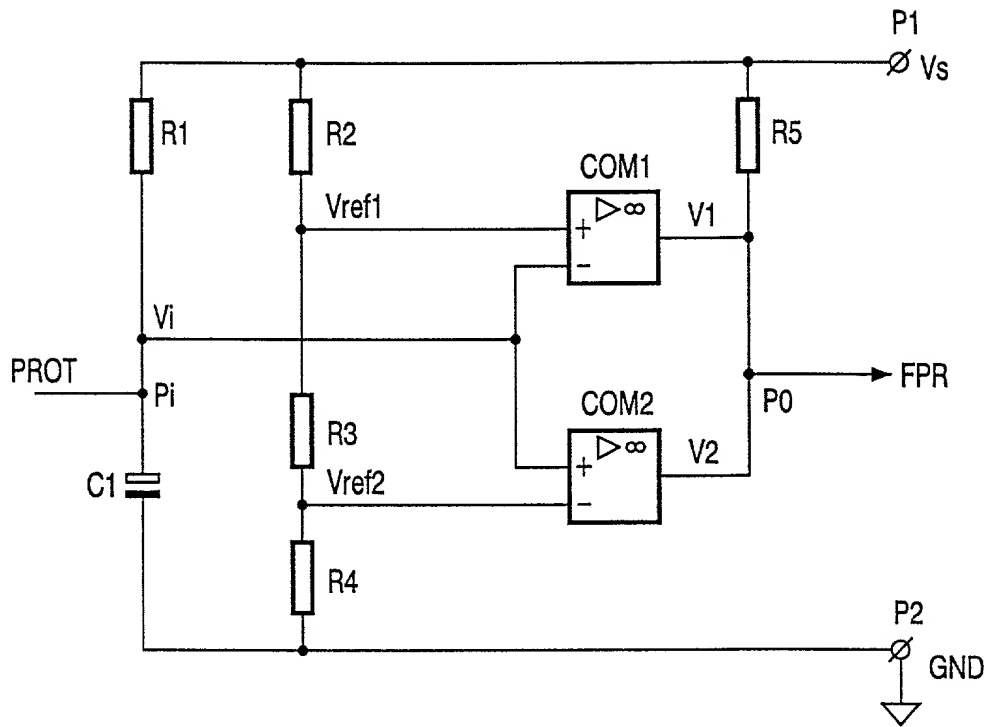 P1
Vs
R1
R2
R5
COM1
▷∞
Vref1
V1
+
−
Vi
PROT
Pi
FPR
P0
COM2
▷∞
R3
V2
+
C1
Vref2
−
R4
P2
GND